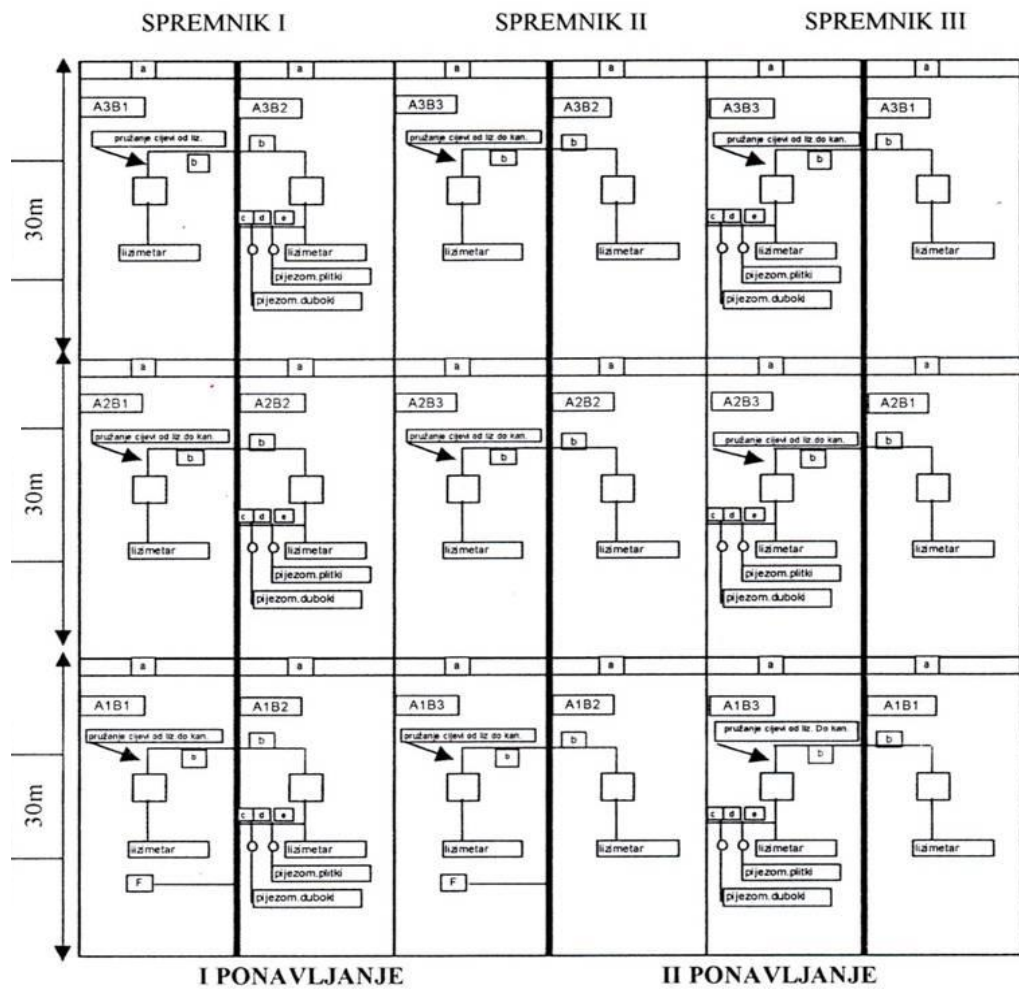 SPREMNIK I SPREMNIK II SPREMNIK III
a a a a a a
A3B1 A3B2 A3B3 A3B2 A3B3 A3B1
pružanje cijevi od liz. pružanje cijevi od liz.do kan. pružanje cijevi od liz.do kan.
b b b b b b
30m
c d e c d e
lizimetar lizimetar lizimetar lizimetar lizimetar lizimetar
pijezom.plitki pijezom.plitki
pijezom.duboki pijezom.duboki
a a a a a a
A2B1 A2B2 A2B3 A2B2 A2B3 A2B1
pružanje cijevi od liz do kan. pružanje cijevi od liz do kan. pružanje cijevi od liz.do kan.
b b b b b b
30m
c d e c d e
lizimetar lizimetar lizimetar lizimetar lizimetar lizimetar
pijezom.plitki pijezom.plitki
pijezom.duboki pijezom.duboki
a a a a a a
A1B1 A1B2 A1B3 A1B2 A1B3 A1B1
pružanje cijevi od liz.do kan. pružanje cijevi od liz.do kan. pružanje cijevi od liz. Do kan.
b b b b b b
30m
c d e c d e
lizimetar lizimetar lizimetar lizimetar lizimetar lizimetar
F pijezom.plitki F pijezom.plitki
pijezom.duboki pijezom.duboki
I PONAVLJANJE II PONAVLJANJE